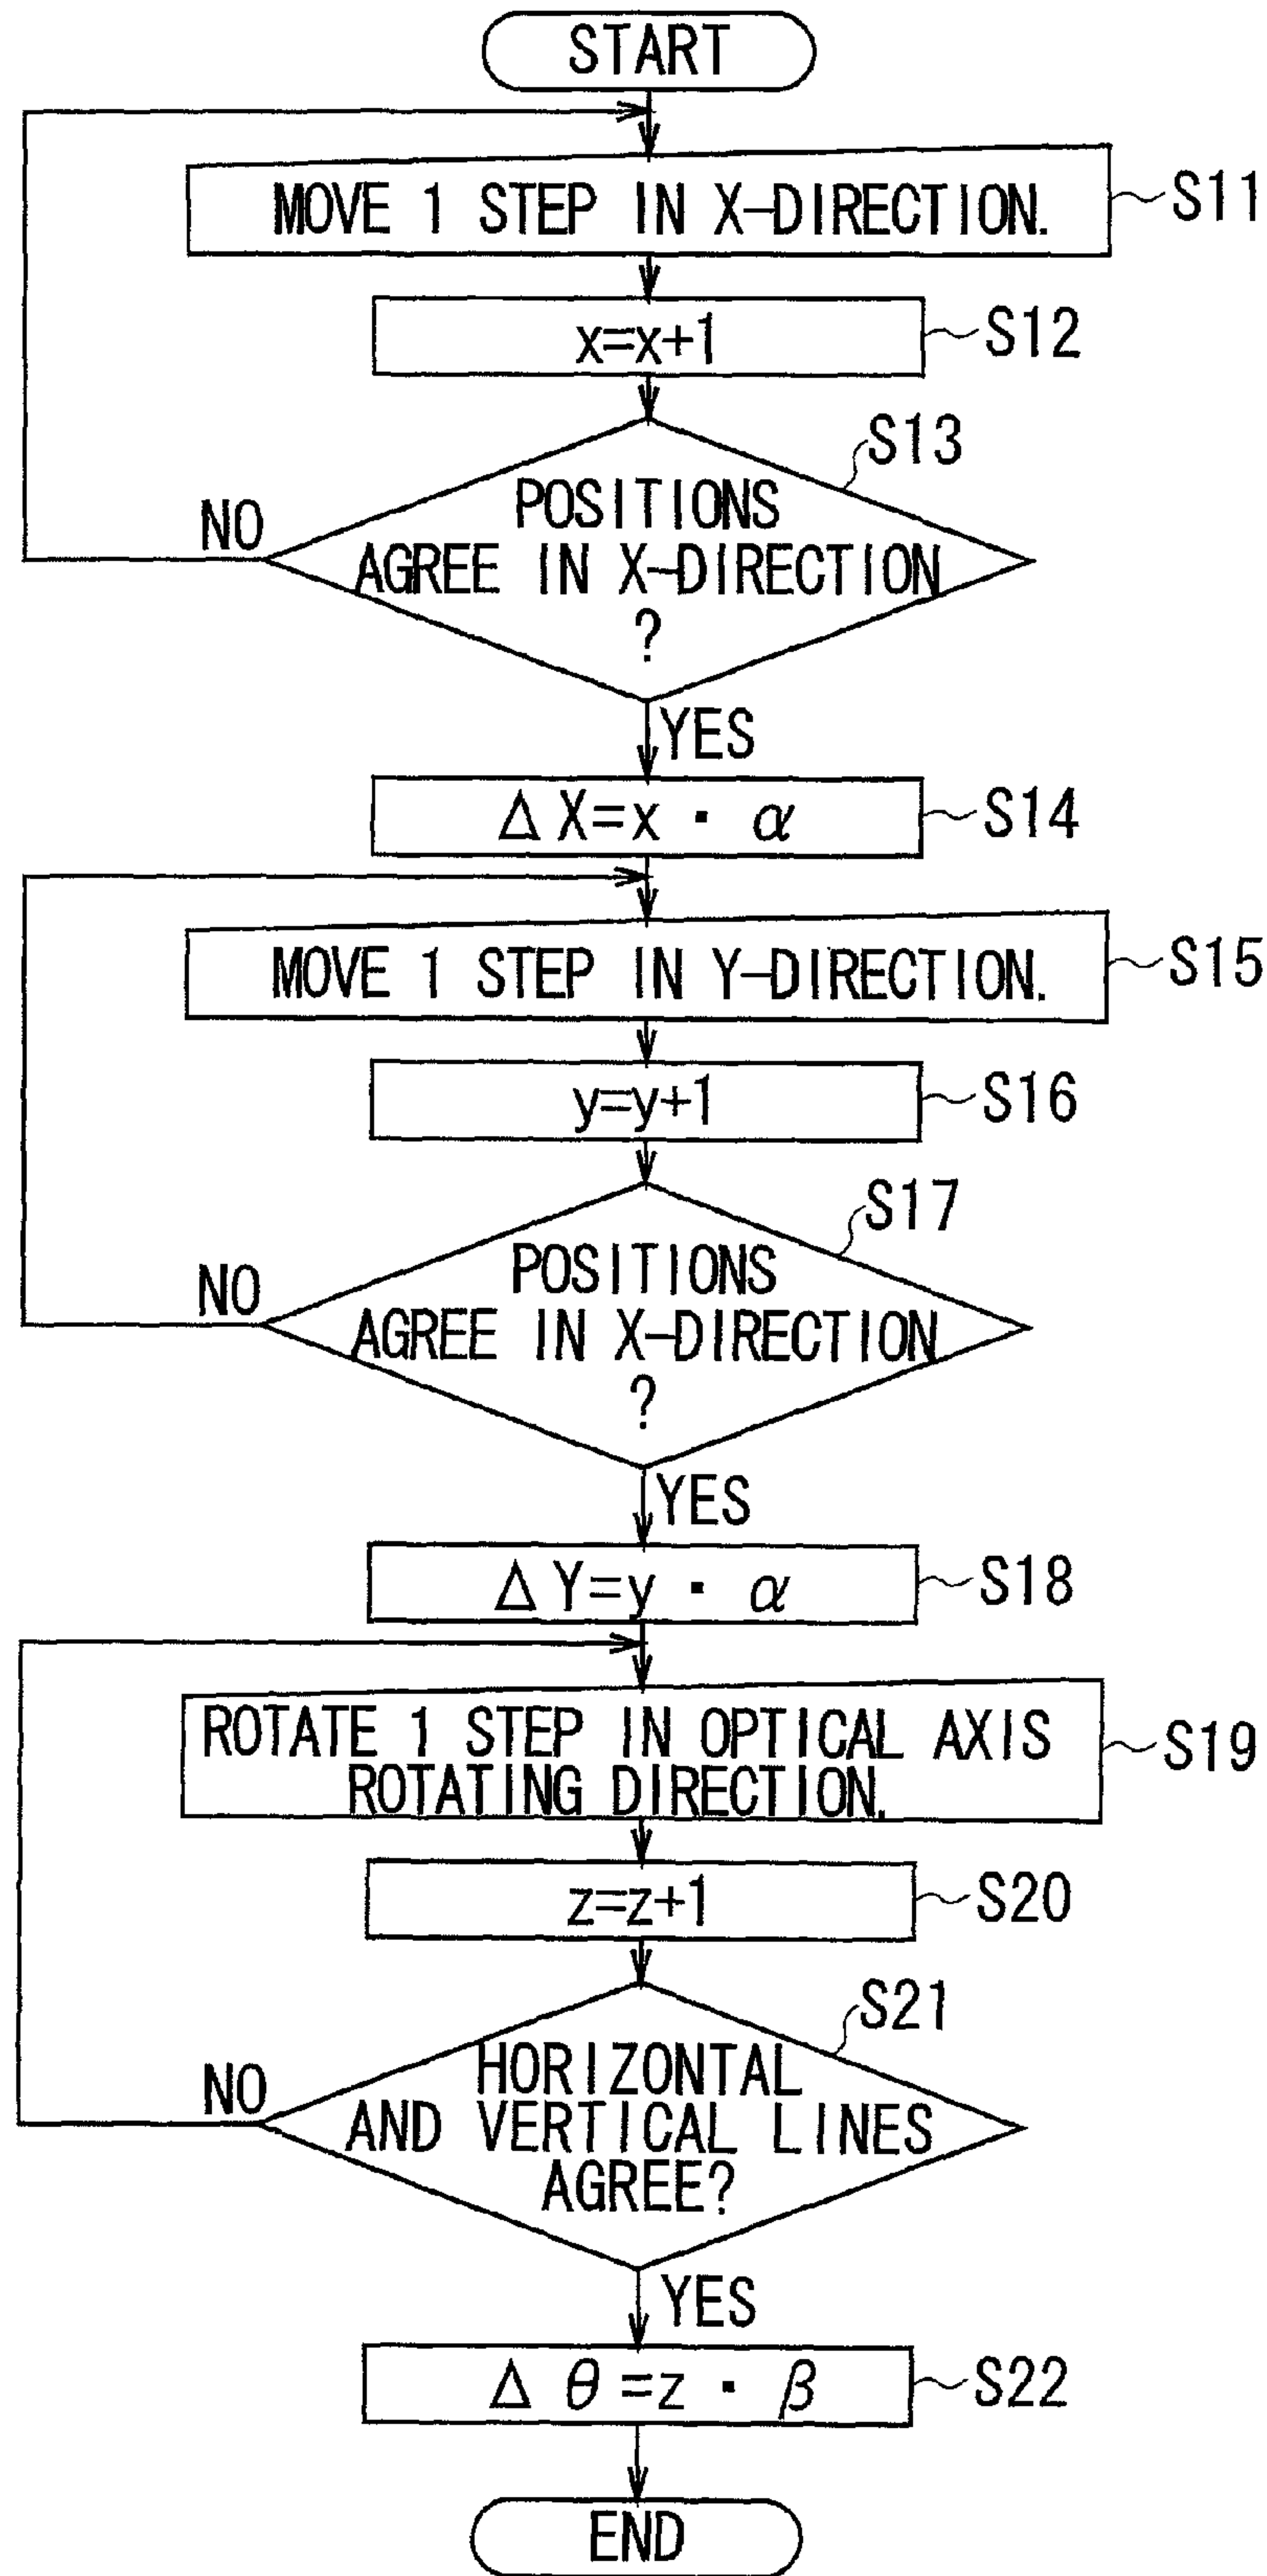 START
MOVE 1 STEP IN X-DIRECTION.
S11
x=x+1
S12
S13
POSITIONS
AGREE IN X-DIRECTION
?
NO
YES
ΔX=x · α
S14
MOVE 1 STEP IN Y-DIRECTION.
S15
y=y+1
S16
S17
POSITIONS
AGREE IN X-DIRECTION
?
NO
YES
ΔY=y · α
S18
ROTATE 1 STEP IN OPTICAL AXIS
ROTATING DIRECTION.
S19
z=z+1
S20
S21
HORIZONTAL
AND VERTICAL LINES
AGREE?
NO
YES
Δθ=z · β
S22
END